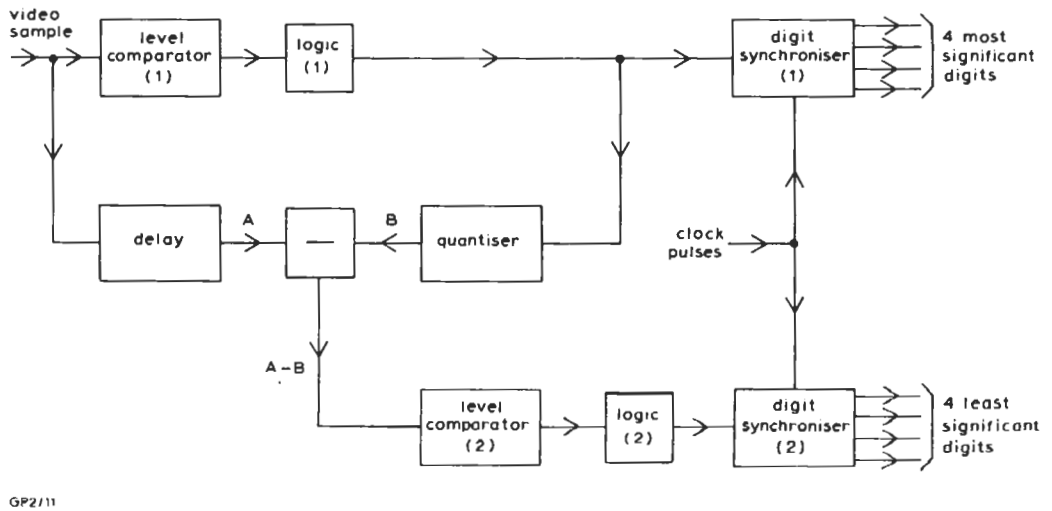 video
sample
level
comparator
(1)
logic
(1)
digit
synchroniser
(1)
4 most
significant
digits
delay
A
—
B
quantiser
clock
pulses
A–B
level
comparator
(2)
logic
(2)
digit
synchroniser
(2)
4 least
significant
digits
GP2/11